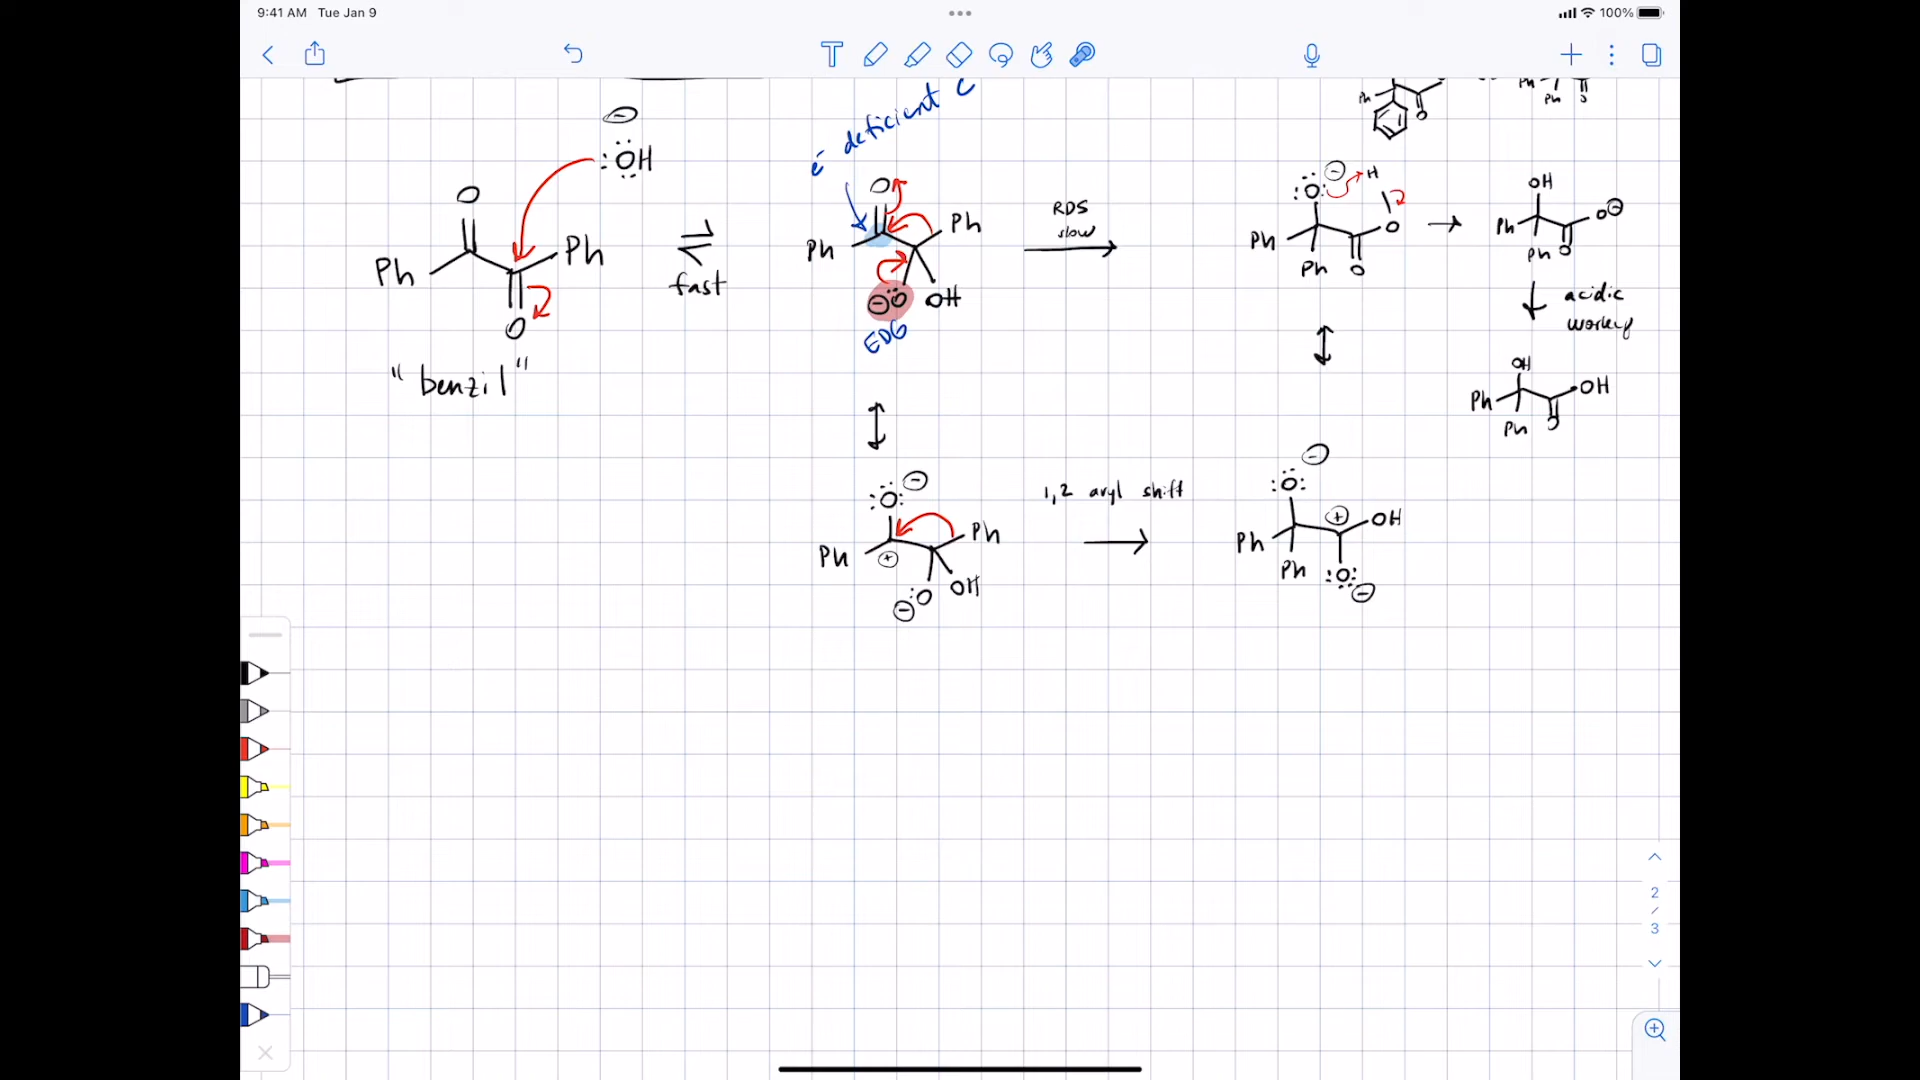 9:41 AM Tue Jan 9
100%
e⁻ deficient C
Ph
O
Ph
O
⊖
:ÖH
O
Ph
Ph
O
"benzil"
⇌
fast
O
Ph
Ph
⊖O
OH
EDG
RDS
slow
:O: ⊖ H
Ph
Ph
O
O
→
OH
Ph
Ph
O
O⊖
acidic
workup
OH
Ph
Ph
O
OH
:O: ⊖
Ph
⊕
Ph
⊖ :O
OH
1,2 aryl shift
⊖
:O:
Ph
Ph
⊕
OH
:O: ⊖
2
/
3